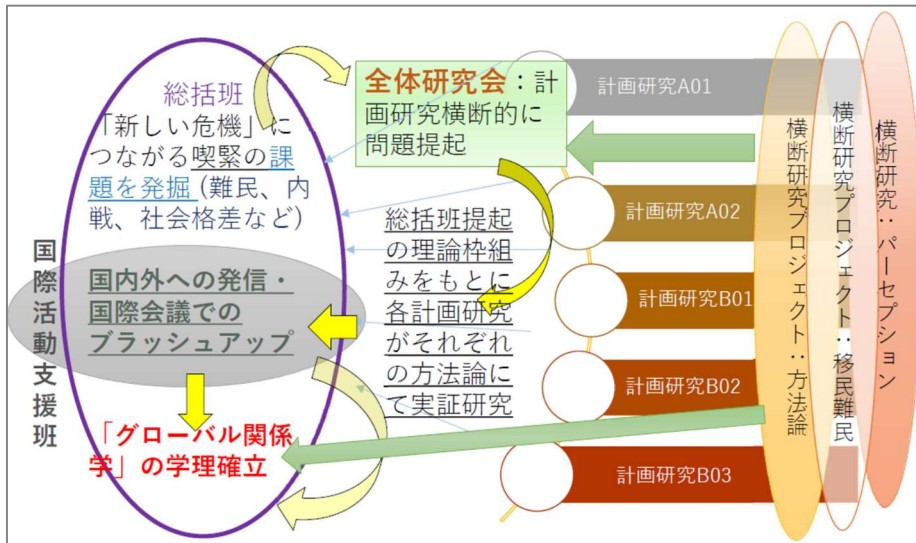 総括班
「新しい危機」に
つながる喫緊の課
題を発掘 (難民、内
戦、社会格差など)
国際活動支援班
国内外への発信・
国際会議での
ブラッシュアップ
「グローバル関係
学」の学理確立
全体研究会：計
画研究横断的に
問題提起
総括班提起
の理論枠組
みをもとに
各計画研究
がそれぞれ
の方法論に
て実証研究
計画研究A01
計画研究A02
計画研究B01
計画研究B02
計画研究B03
横断研究プロジェクト：方法論
横断研究プロジェクト：移民難民
横断研究：パーセプション